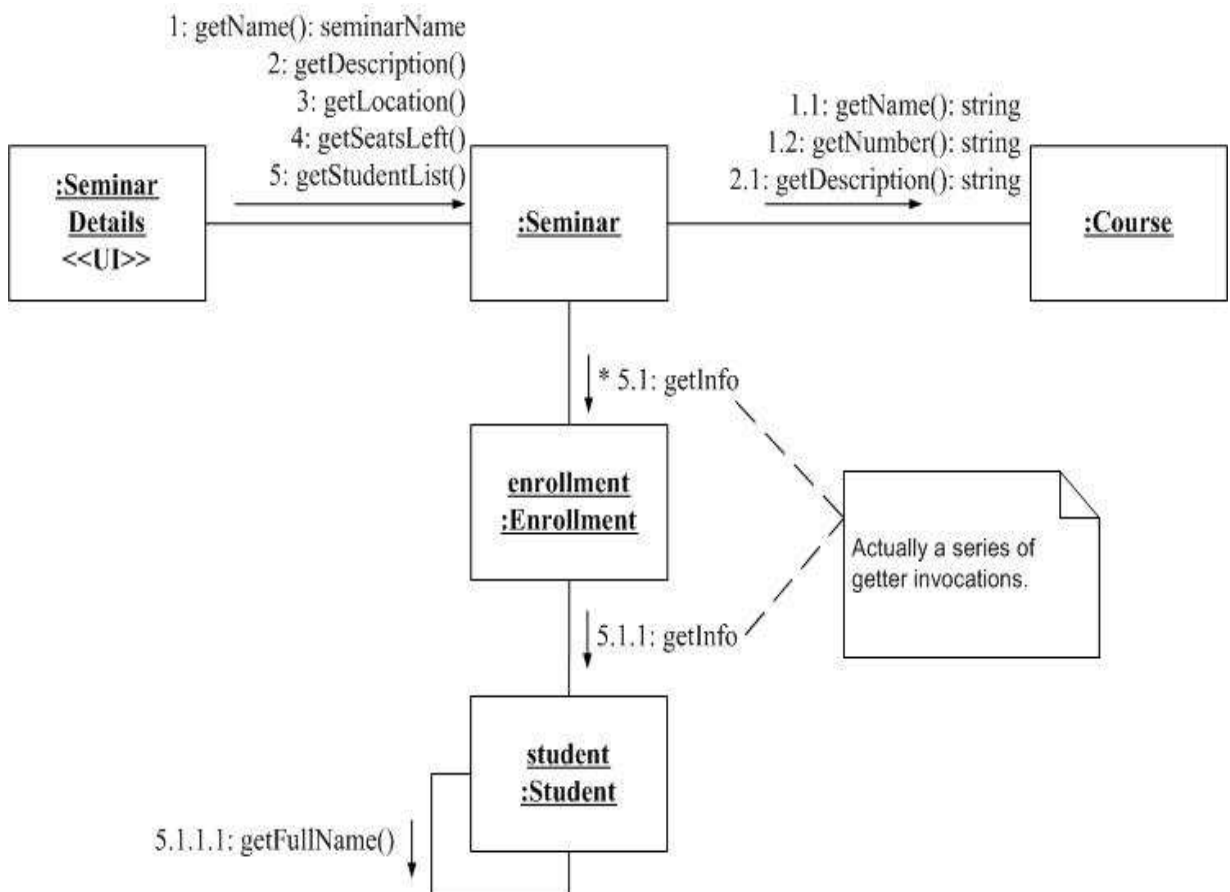 1: getName(): seminarName
2: getDescription()
3: getLocation()
4: getSeatsLeft()
5: getStudentList()
1.1: getName(): string
1.2: getNumber(): string
2.1: getDescription(): string
:Seminar
Details
<<UI>>
:Seminar
:Course
* 5.1: getInfo
enrollment
:Enrollment
Actually a series of
getter invocations.
5.1.1: getInfo
student
:Student
5.1.1.1: getFullName()